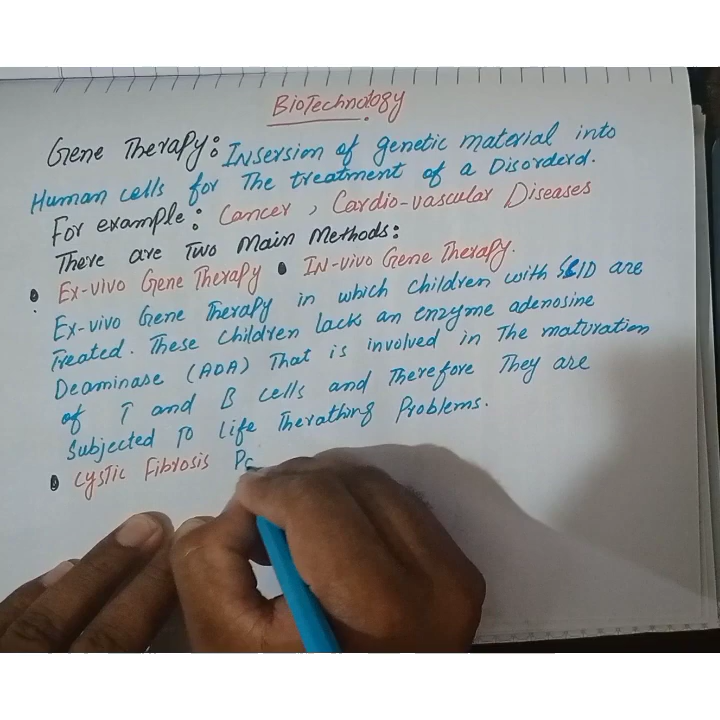 BioTechnology
Gene Therapy: Insersion of genetic material into
Human cells for The treatment of a Disorderd.
For example: Cancer, Cardio-vascular Diseases
There are Two Main Methods:
• Ex-vivo Gene Therapy • IN-vivo Gene Therapy.
Ex-vivo Gene Therapy in which children with SCID are
Treated. These children lack an enzyme adenosine
Deaminase (ADA) That is involved in The maturation
of T and B cells and Therefore They are
Subjected To life Therathing Problems.
• Cystic Fibrosis